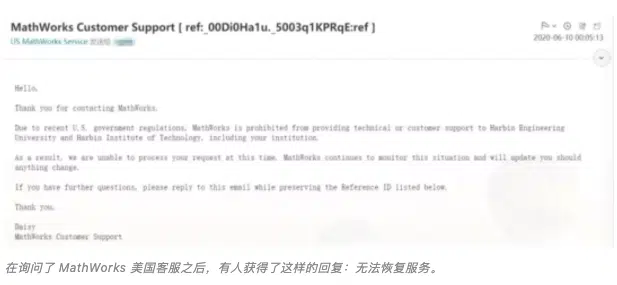 MathWorks Customer Support [ ref:_00Di0Ha1u._5003q1KPRqE:ref ]
US MathWorks Service
2020-06-10 00:05:13
Hello,
Thank you for contacting MathWorks.
Due to recent U.S. government regulations, MathWorks is prohibited from providing technical or customer support to Harbin Engineering
University and Harbin Institute of Technology, including your institution.
As a result, we are unable to process your request at this time. MathWorks continues to monitor this situation and will update you should
anything change.
If you have further questions, please reply to this email while preserving the Reference ID listed below.
Thank you,
Daisy
MathWorks Customer Support
在询问了 MathWorks 美国客服之后，有人获得了这样的回复：无法恢复服务。